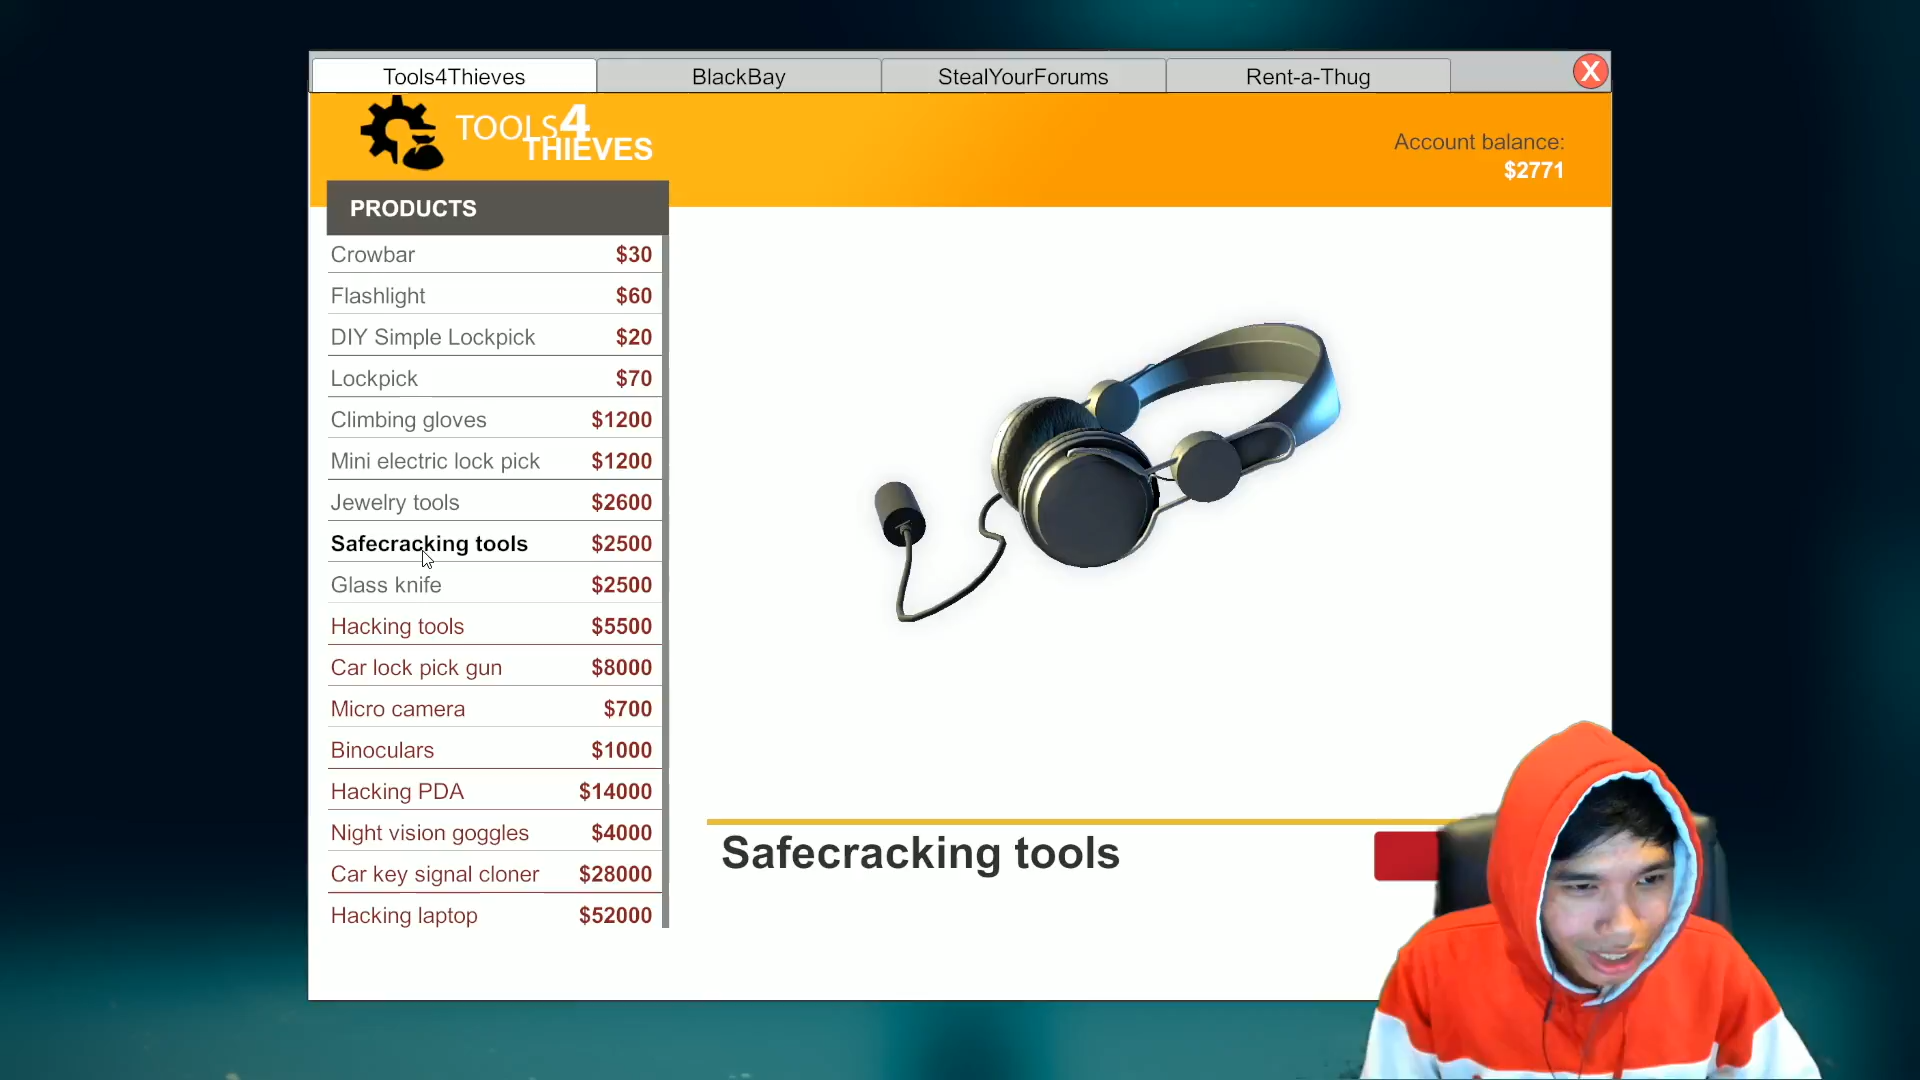 Tools4Thieves
BlackBay
StealYourForums
Rent-a-Thug
X
TOOLS4
THIEVES
Account balance:
$2771
PRODUCTS
Crowbar $30
Flashlight $60
DIY Simple Lockpick $20
Lockpick $70
Climbing gloves $1200
Mini electric lock pick $1200
Jewelry tools $2600
Safecracking tools $2500
Glass knife $2500
Hacking tools $5500
Car lock pick gun $8000
Micro camera $700
Binoculars $1000
Hacking PDA $14000
Night vision goggles $4000
Car key signal cloner $28000
Hacking laptop $52000
Safecracking tools